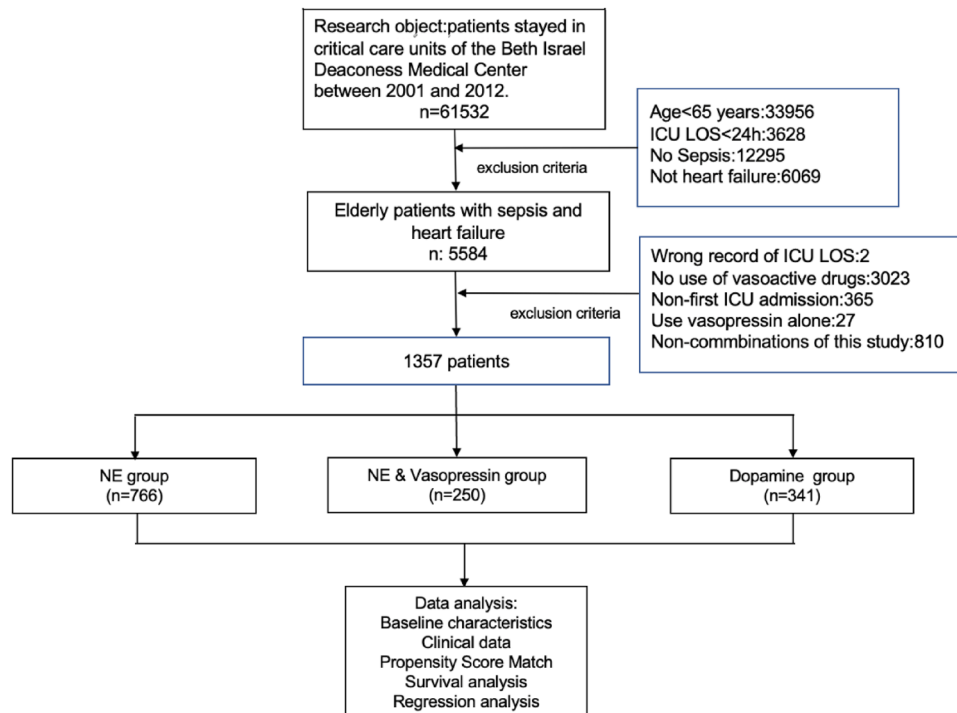 Research object:patients stayed in
critical care units of the Beth Israel
Deaconess Medical Center
between 2001 and 2012.
n=61532
Age<65 years:33956
ICU LOS<24h:3628
No Sepsis:12295
Not heart failure:6069
exclusion criteria
Elderly patients with sepsis and
heart failure
n: 5584
Wrong record of ICU LOS:2
No use of vasoactive drugs:3023
Non-first ICU admission:365
Use vasopressin alone:27
Non-commbinations of this study:810
exclusion criteria
1357 patients
NE group
(n=766)
NE & Vasopressin group
(n=250)
Dopamine group
(n=341)
Data analysis:
Baseline characteristics
Clinical data
Propensity Score Match
Survival analysis
Regression analysis